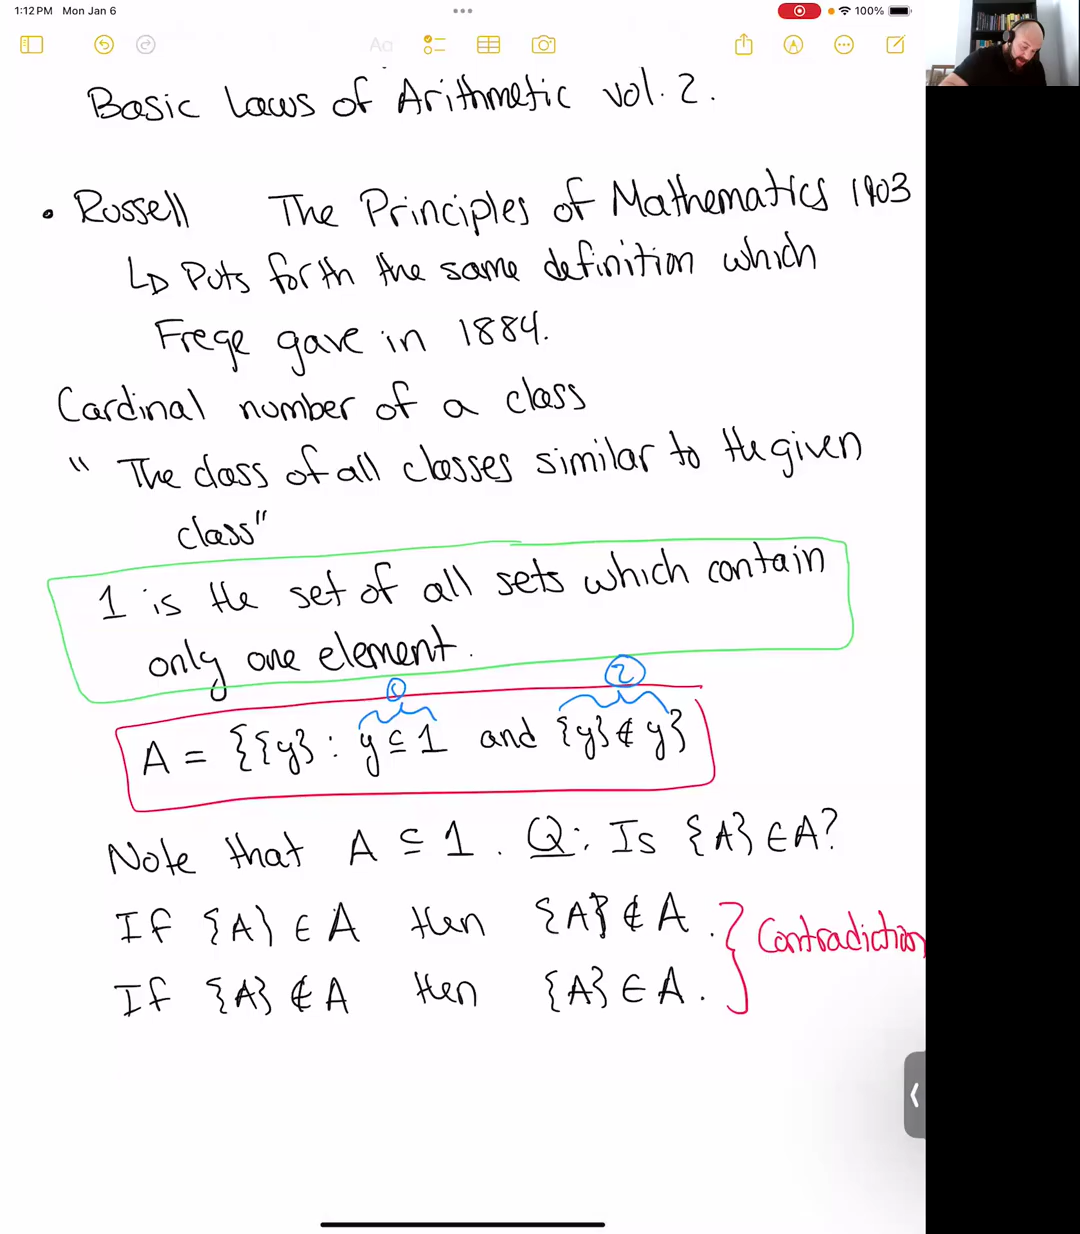 1:12 PM Mon Jan 6
100%
Aa
Basic Laws of Arithmetic vol. 2.
• Russell The Principles of Mathematics 1903
↳ Puts forth the same definition which
Frege gave in 1884.
Cardinal number of a class
"The class of all classes similar to the given
class"
1 is the set of all sets which contain
only one element.
① ②
A = {{y} : y ⊆ 1 and {y} ∉ y}
Note that A ⊆ 1. Q: Is {A} ∈ A?
If {A} ∈ A then {A} ∉ A.
If {A} ∉ A then {A} ∈ A.
} Contradiction